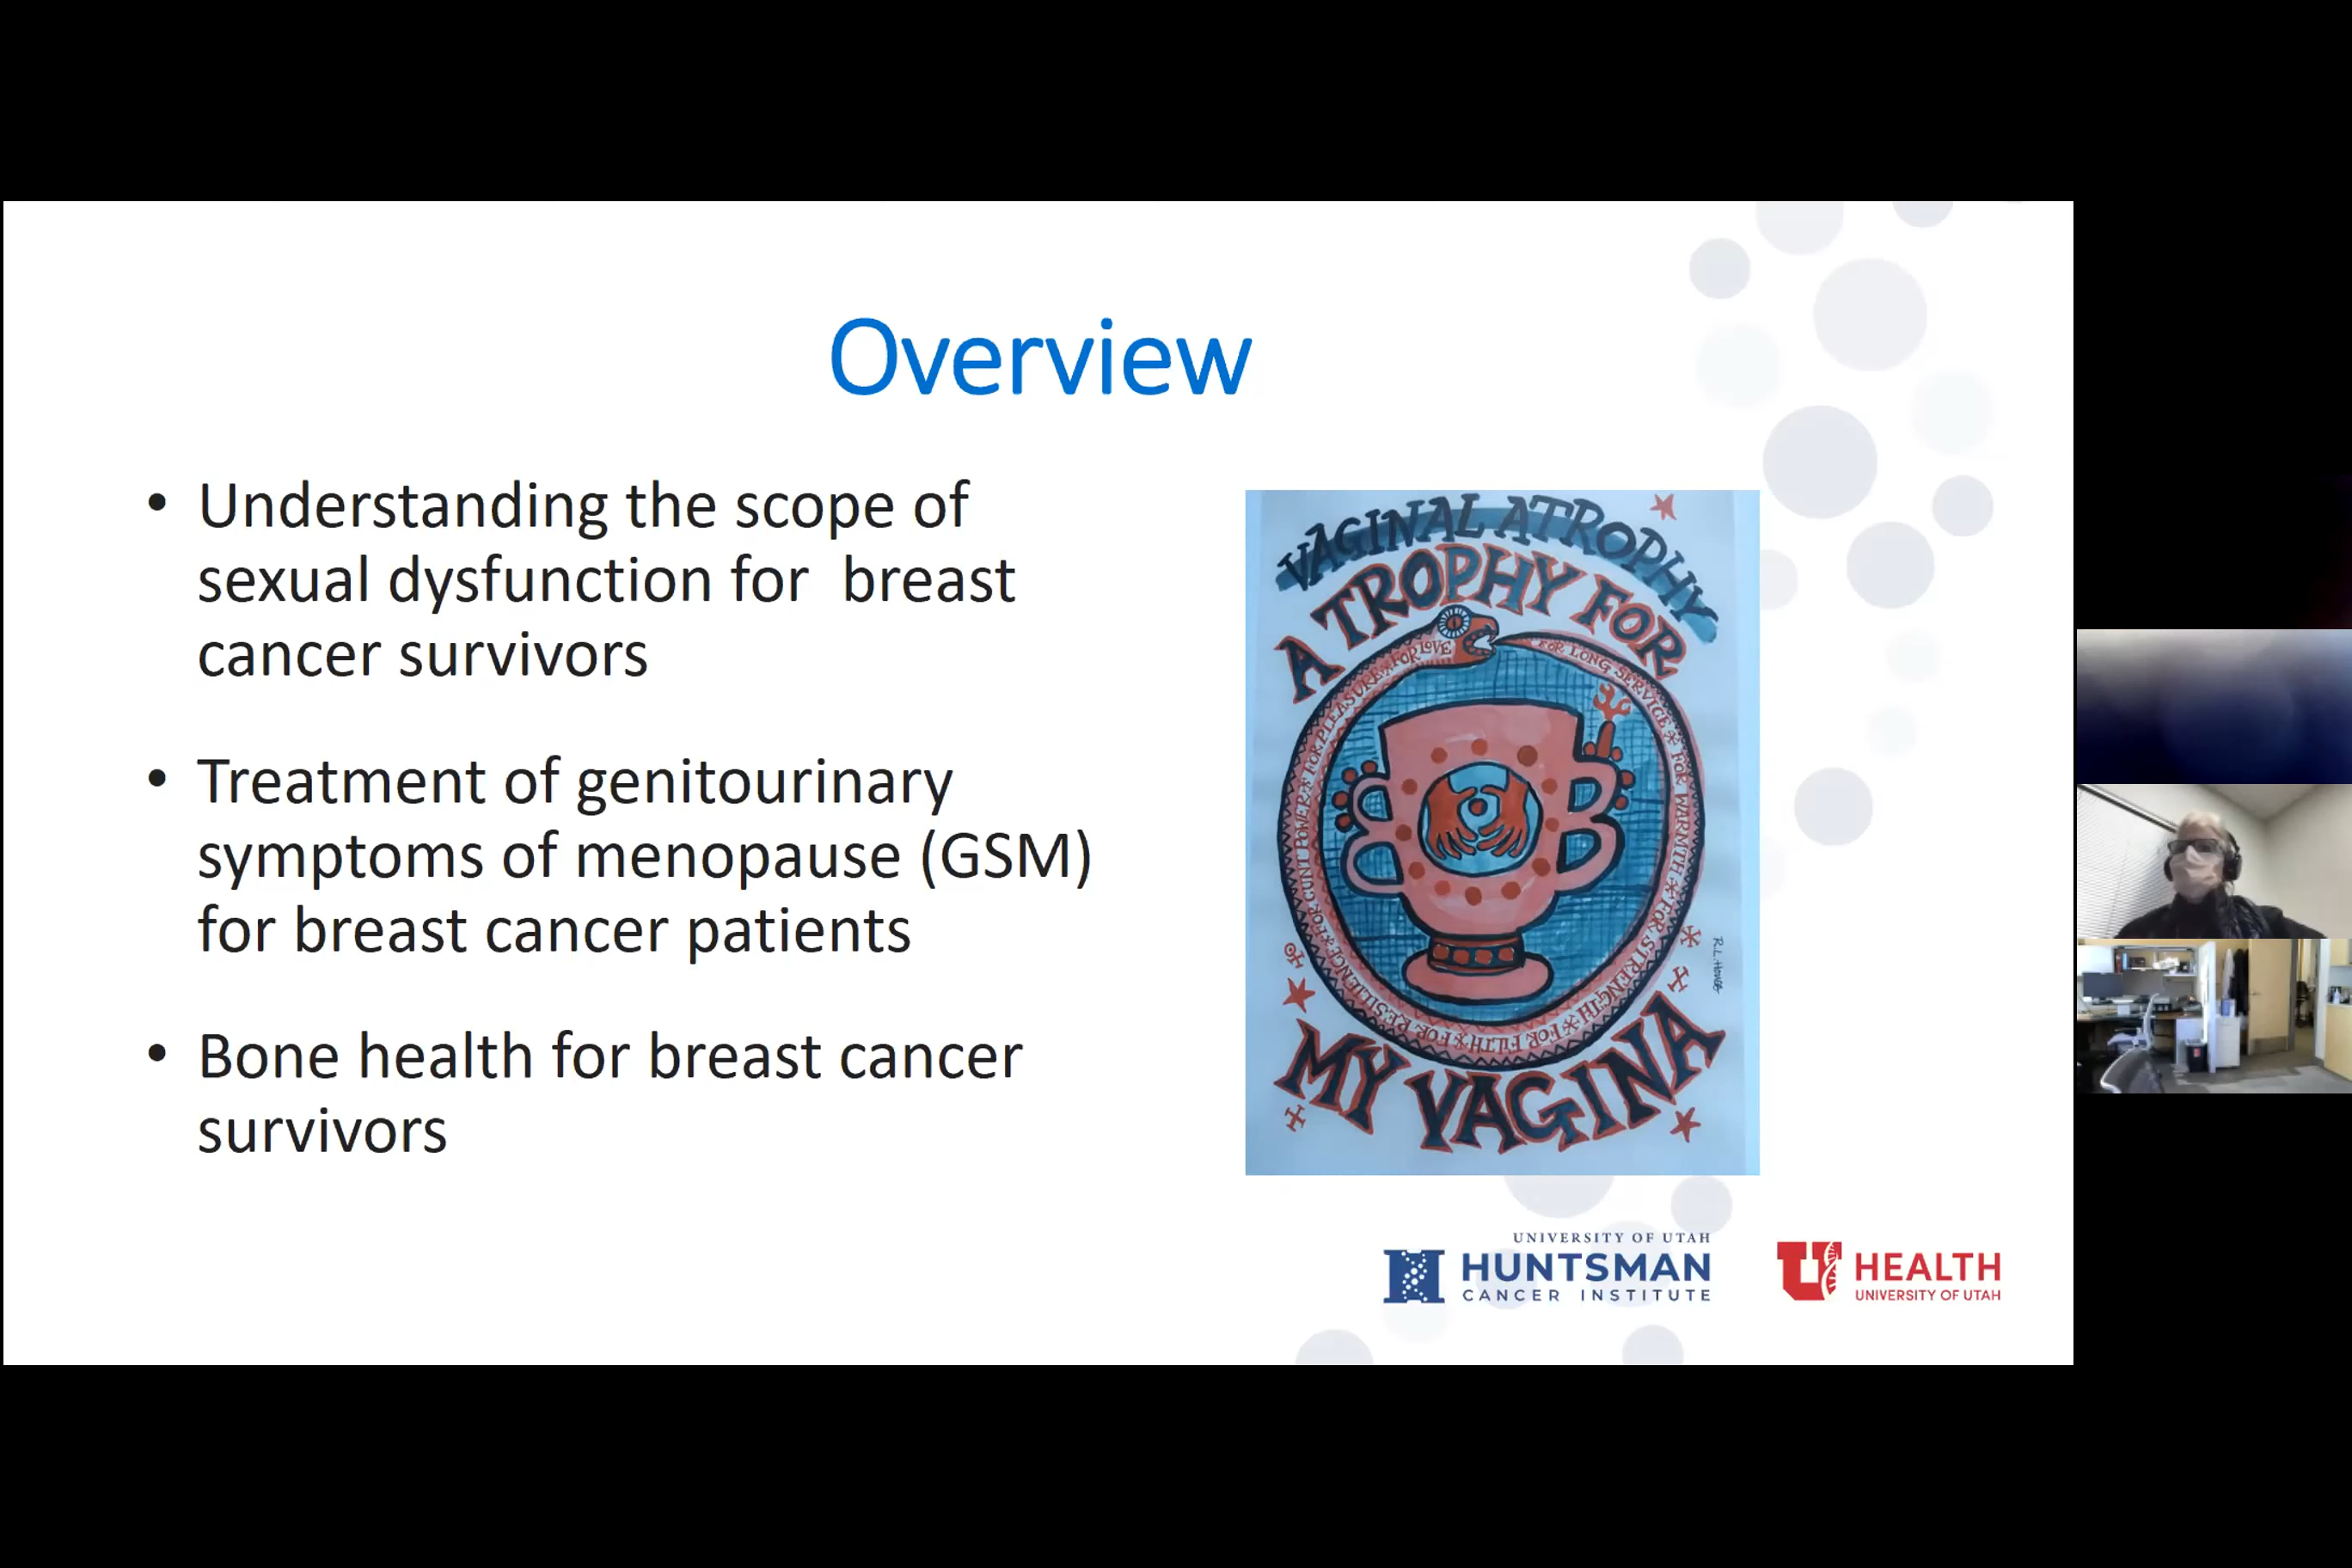 Overview
• Understanding the scope of
sexual dysfunction for  breast
cancer survivors
• Treatment of genitourinary
symptoms of menopause (GSM)
for breast cancer patients
• Bone health for breast cancer
survivors
VAGINAL ATROPHY
A TROPHY FOR
FOR CUNT POWER * FOR PLEASURE * FOR LOVE
FOR LONG SERVICE * FOR WARMTH * FOR STRENGTH * FOR FILTH * FOR RESILIENCE *
MY VAGINA
UNIVERSITY OF UTAH
HUNTSMAN
CANCER INSTITUTE
U HEALTH
UNIVERSITY OF UTAH